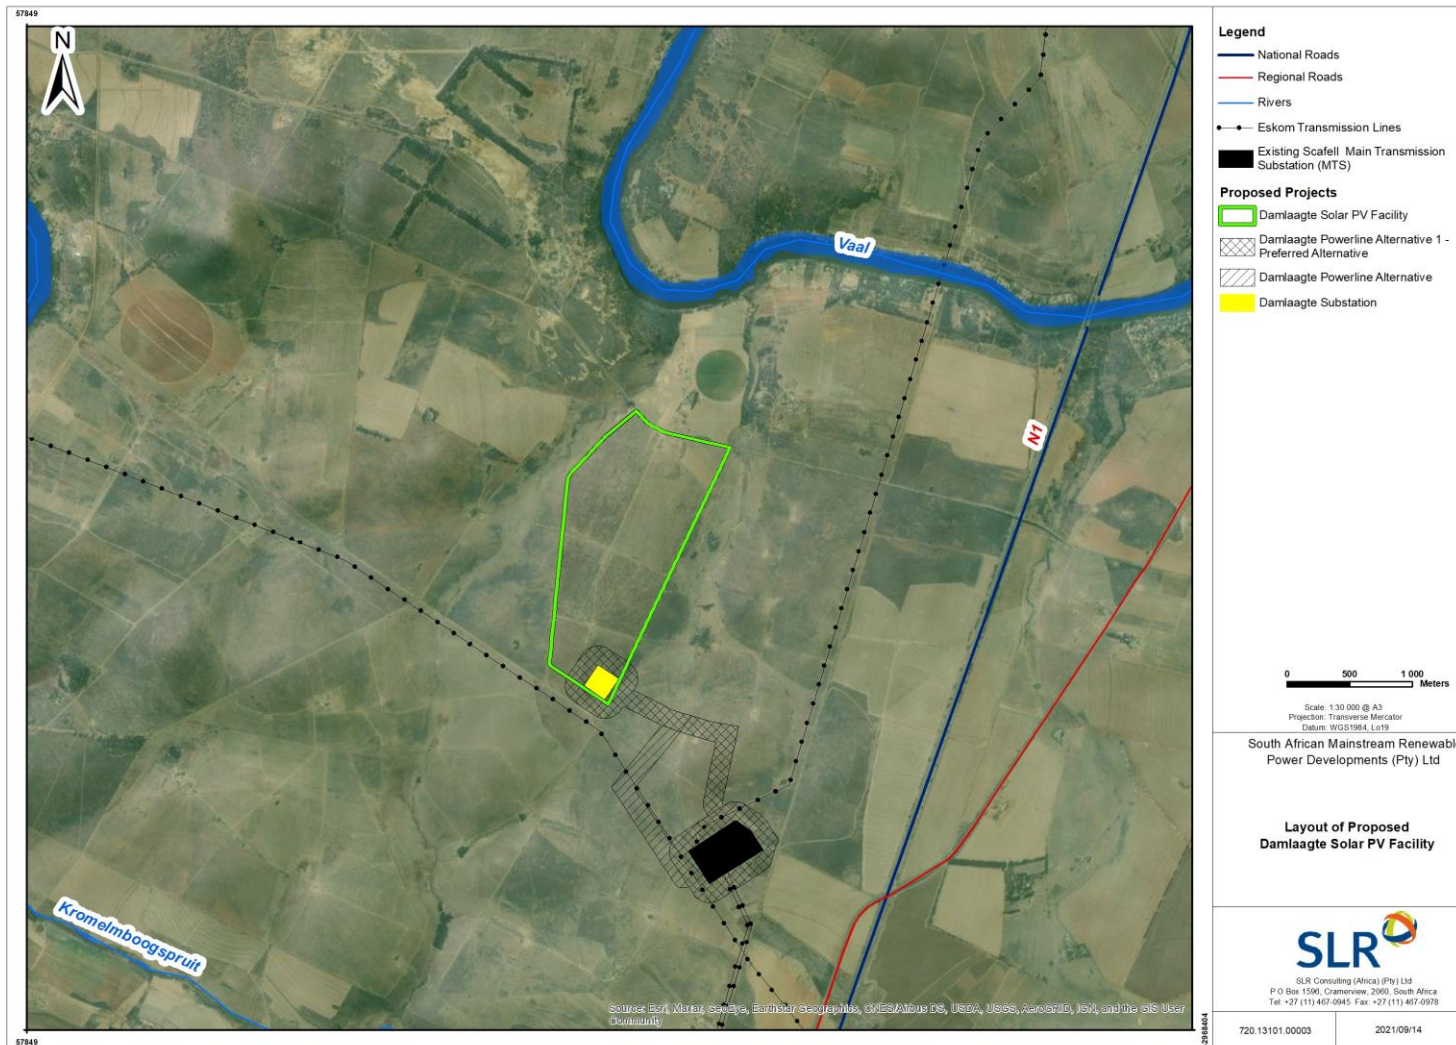 57849
N
Vaal
N1
Kromelmboogspruit
Source: Esri, Maxar, GeoEye, Earthstar Geographics, CNES/Airbus DS, USDA, USGS, AeroGRID, IGN, and the GIS User
Community
57849
Legend
National Roads
Regional Roads
Rivers
Eskom Transmission Lines
Existing Scafell Main Transmission
Substation (MTS)
Proposed Projects
Damlaagte Solar PV Facility
Damlaagte Powerline Alternative 1 -
Preferred Alternative
Damlaagte Powerline Alternative
Damlaagte Substation
0 500 1 000
Meters
Scale: 1:30 000 @ A3
Projection: Transverse Mercator
Datum: WGS1984, Lo19
South African Mainstream Renewabl
Power Developments (Pty) Ltd
Layout of Proposed
Damlaagte Solar PV Facility
SLR
SLR Consulting (Africa) (Pty) Ltd
P O Box 1596, Cramerview, 2060, South Africa
Tel: +27 (11) 467-0945 Fax: +27 (11) 467-0978
720.13101.00003
2021/09/14